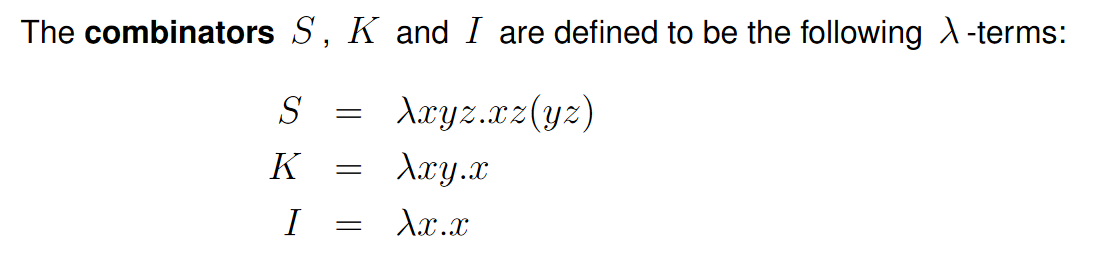 The combinators S, K and I are defined to be the following λ-terms:
S = λxyz.xz(yz)
K = λxy.x
I = λx.x